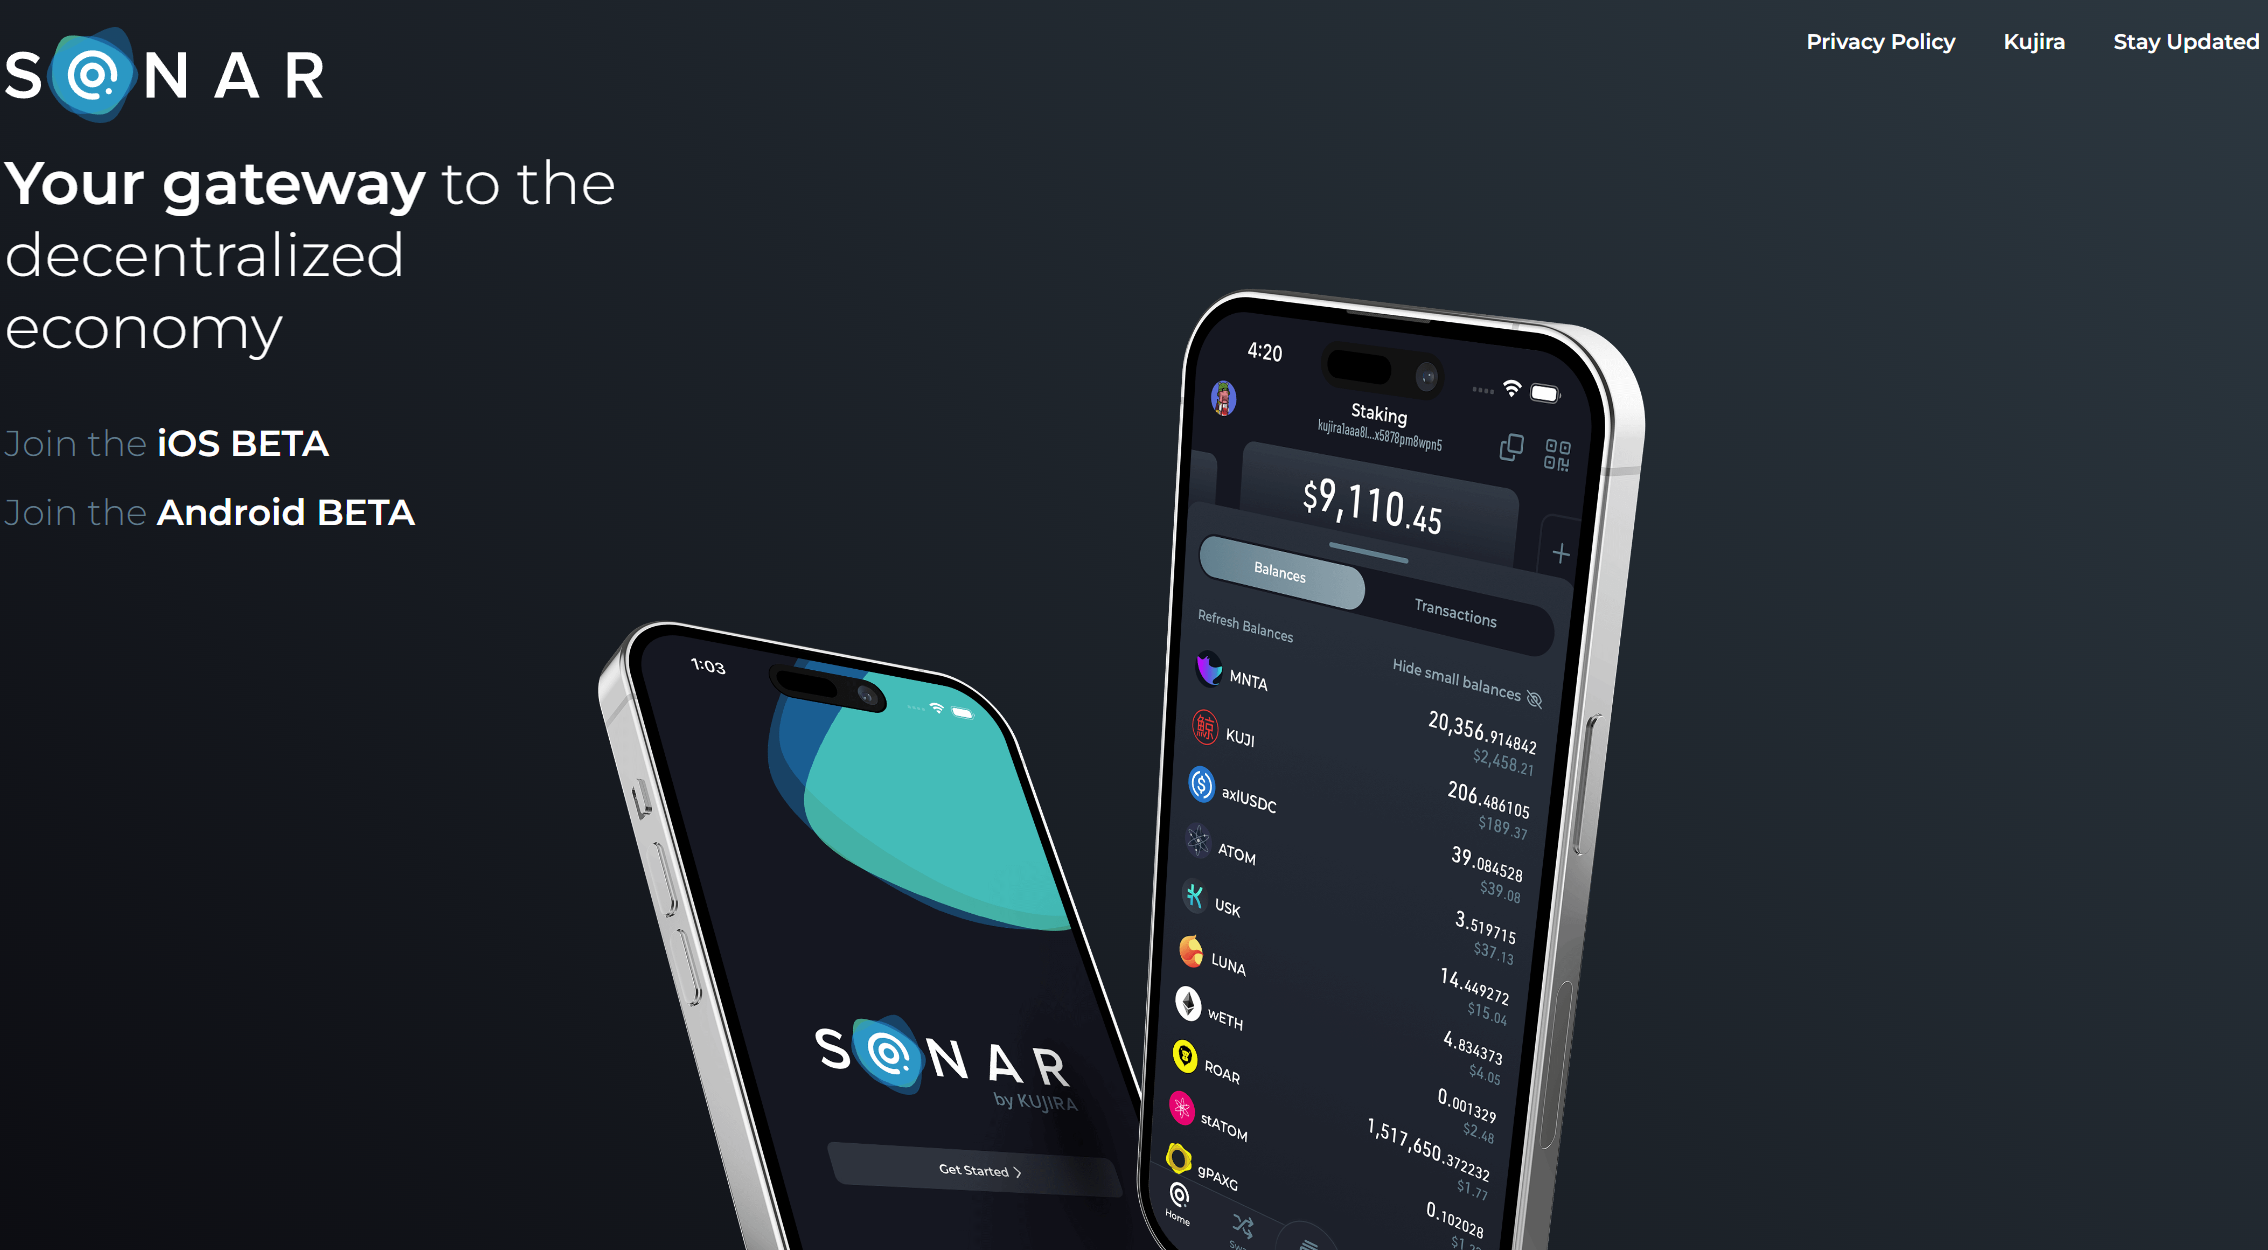 SONAR
Privacy Policy
Kujira
Stay Updated
Your gateway to the
decentralized
economy
Join the iOS BETA
Join the Android BETA
1:03
SONAR
by KUJIRA
Get Started
4:20
Staking
kujira1aaa8l...x5878pm8wpn5
$9,110.45
Balances
Transactions
Refresh Balances
Hide small balances
MNTA
20,356.914842
$2,458.21
鯨
KUJI
206.486105
$189.37
axlUSDC
39.084528
$39.08
ATOM
3.519715
$37.13
USK
14.449272
$15.04
LUNA
4.834373
$4.05
wETH
0.001329
$2.48
ROAR
1,517,650.372232
$1.77
stATOM
0.102028
gPAXG
Home